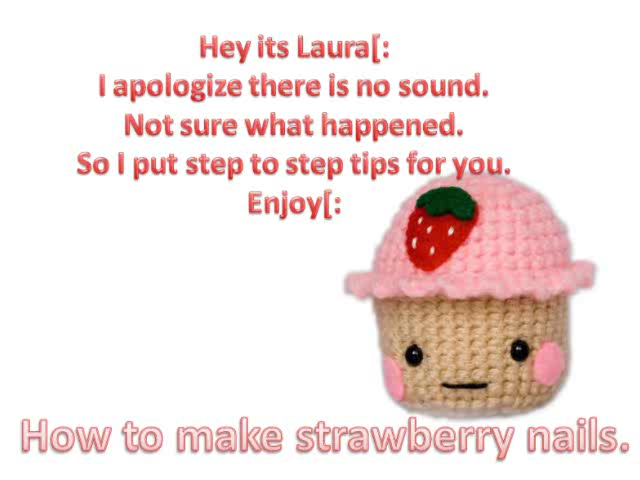 Hey its Laura[:
I apologize there is no sound.
Not sure what happened.
So I put step to step tips for you.
Enjoy[:
How to make strawberry nails.